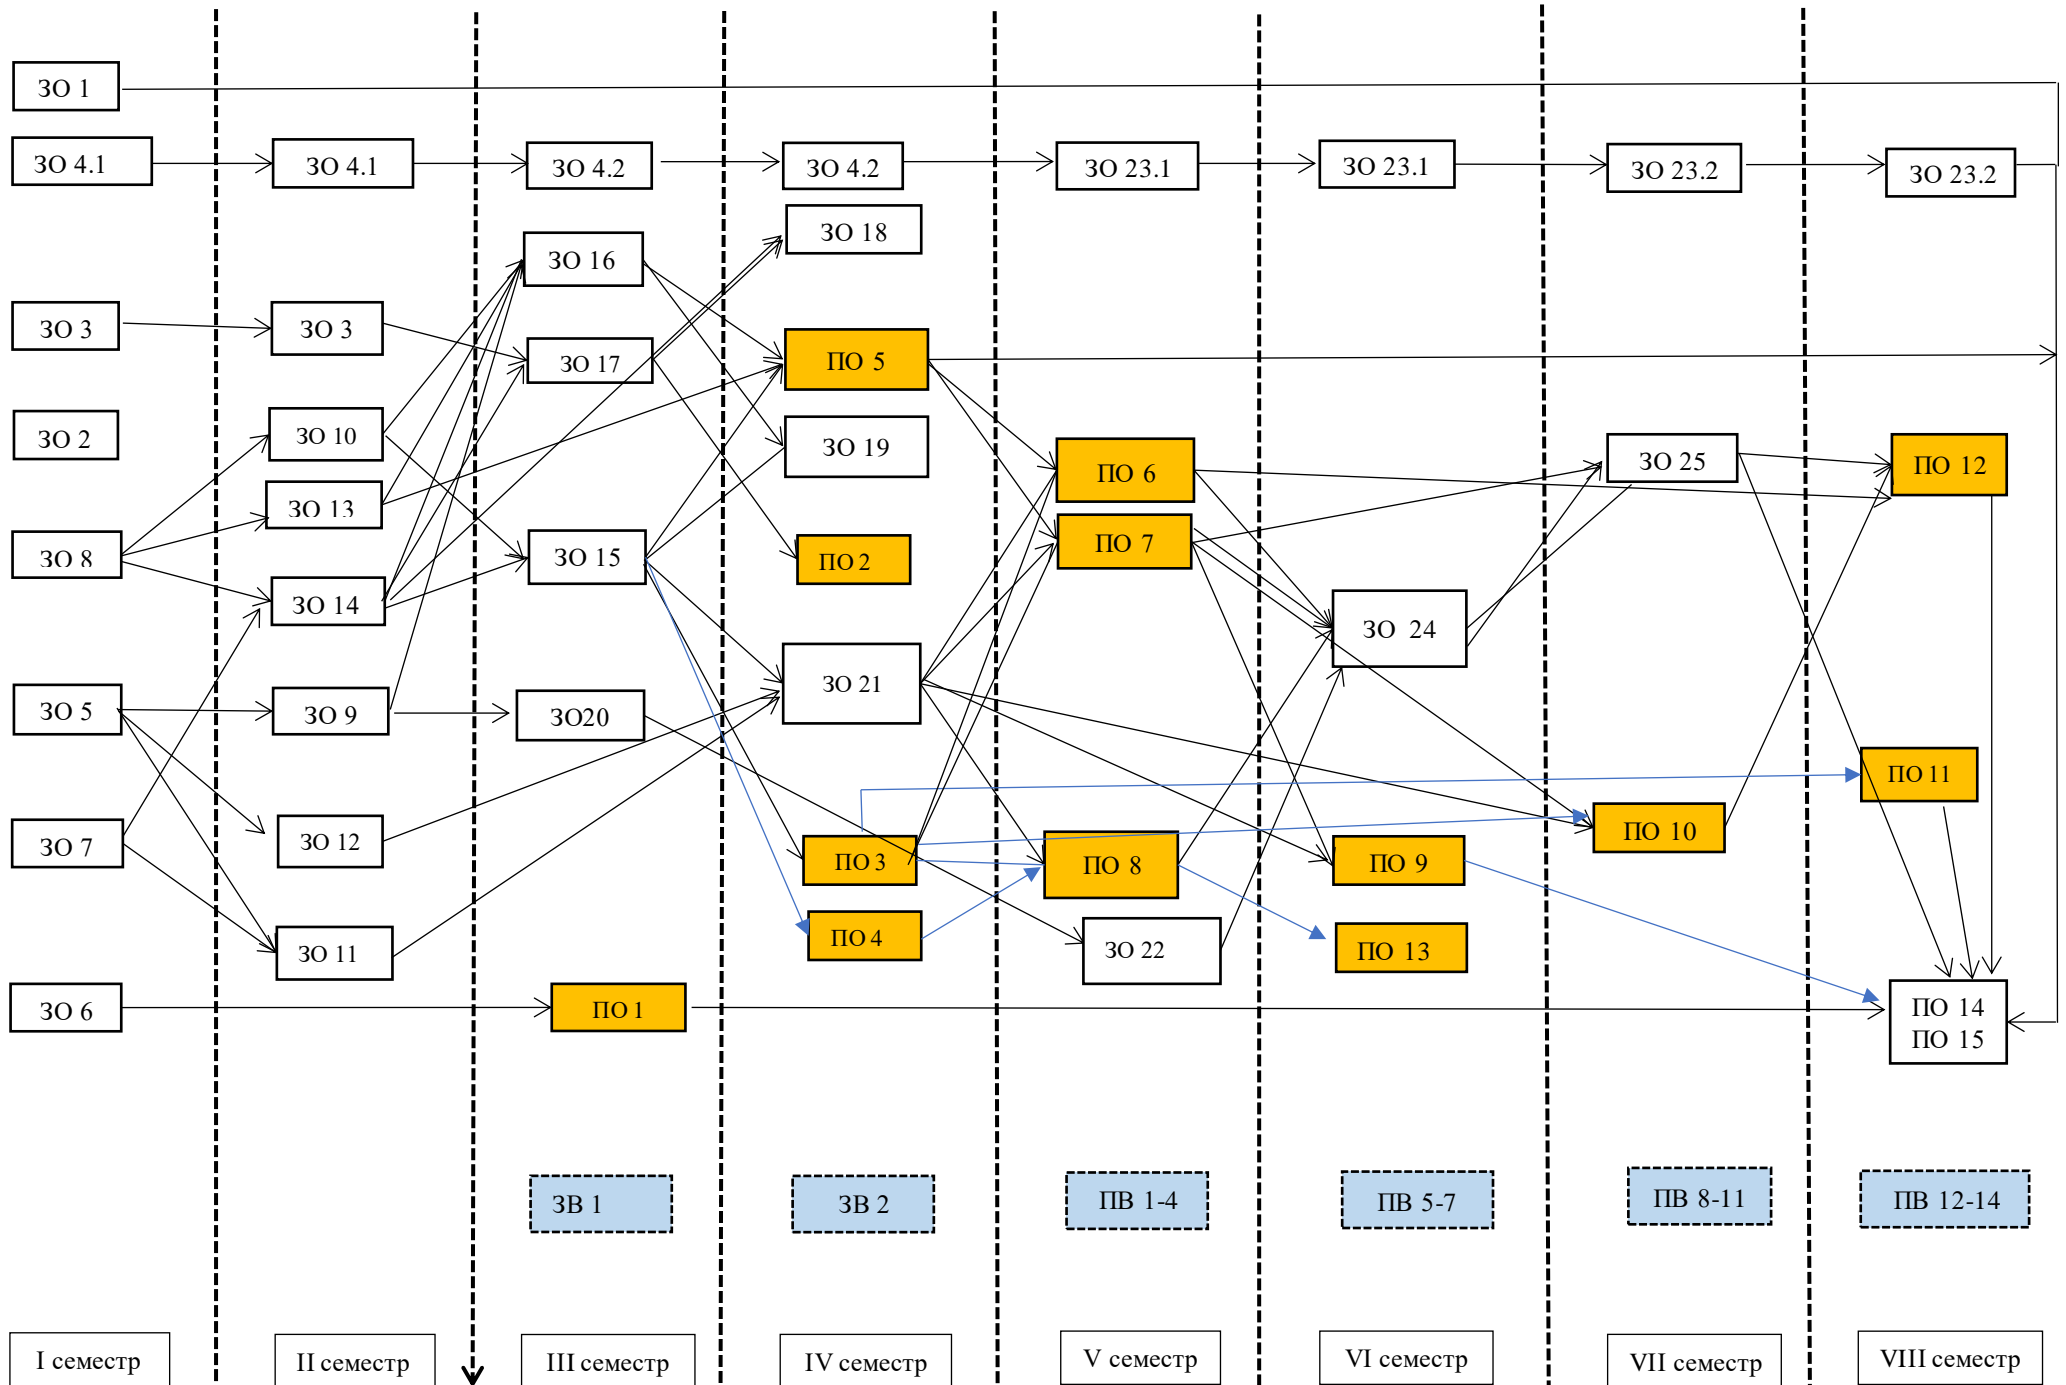 ЗО 1
ЗО 4.1
ЗО 4.1
ЗО 4.2
ЗО 4.2
ЗО 23.1
ЗО 23.1
ЗО 23.2
ЗО 23.2
ЗО 18
ЗО 16
ЗО 3
ЗО 3
ЗО 17
ПО 5
ЗО 2
ЗО 10
ЗО 19
ПО 6
ЗО 25
ПО 12
ЗО 13
ЗО 8
ЗО 15
ПО 2
ПО 7
ЗО 14
ЗО 24
ЗО 5
ЗО 9
ЗО20
ЗО 21
ПО 11
ЗО 7
ЗО 12
ПО 3
ПО 8
ПО 9
ПО 10
ЗО 11
ПО 4
ЗО 22
ПО 13
ЗО 6
ПО 1
ПО 14
ПО 15
ЗВ 1
ЗВ 2
ПВ 1-4
ПВ 5-7
ПВ 8-11
ПВ 12-14
I семестр
II семестр
III семестр
IV семестр
V семестр
VI семестр
VII семестр
VIII семестр